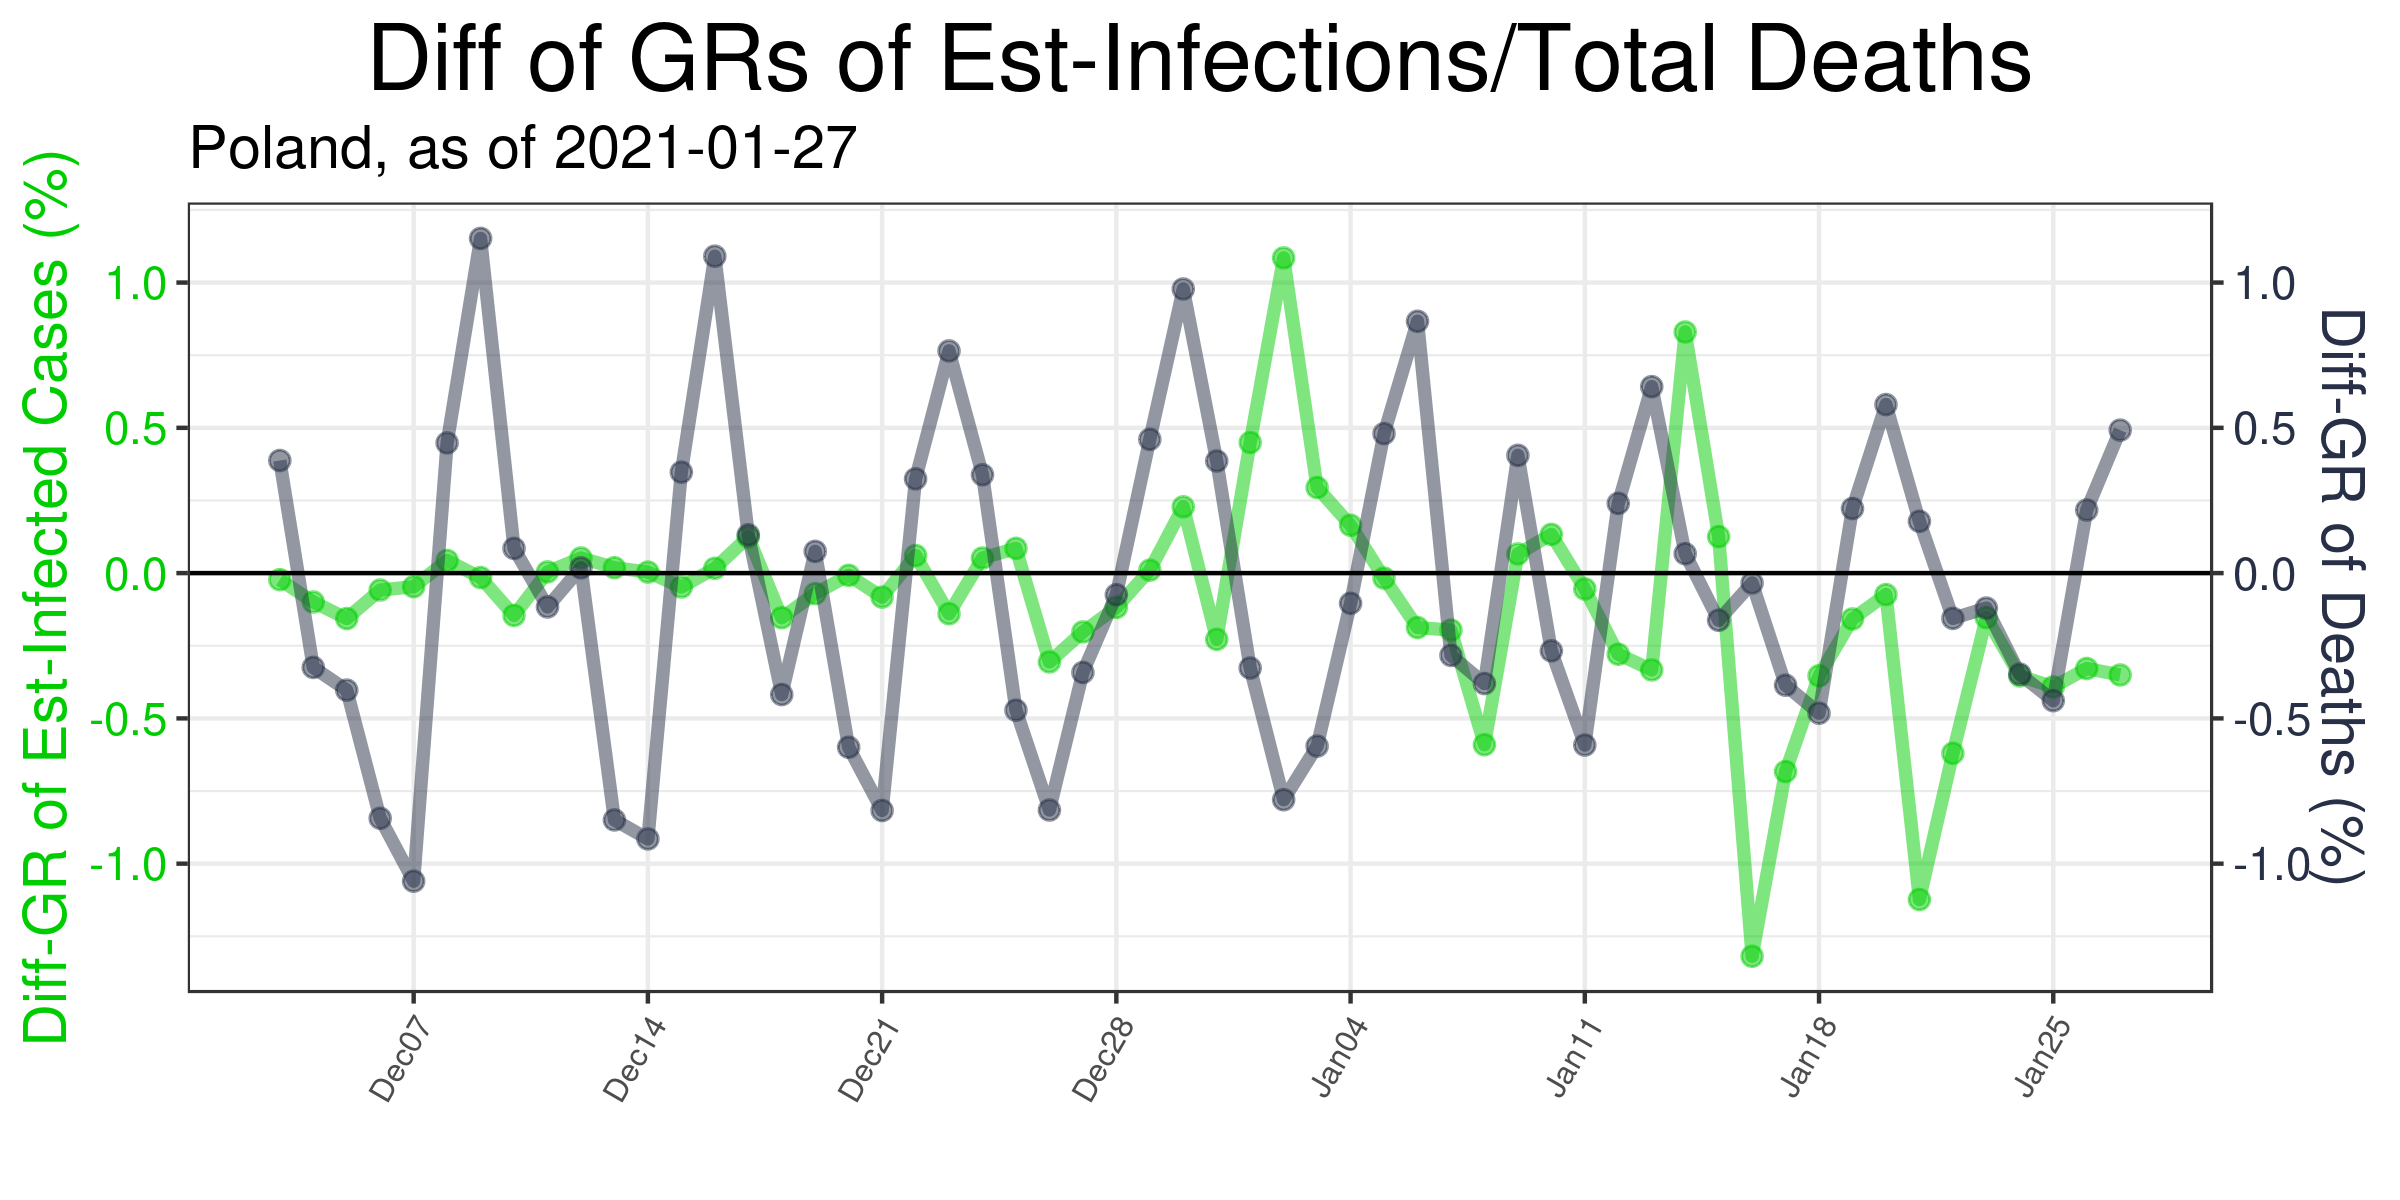 Diff of GRs of Est-Infections/Total Deaths
Poland, as of 2021-01-27
Diff-GR of Est-Infected Cases (%)
1.0
0.5
0.0
-0.5
-1.0
1.0
0.5
0.0
-0.5
-1.0
Diff-GR of Deaths (%)
Dec07
Dec14
Dec21
Dec28
Jan04
Jan11
Jan18
Jan25